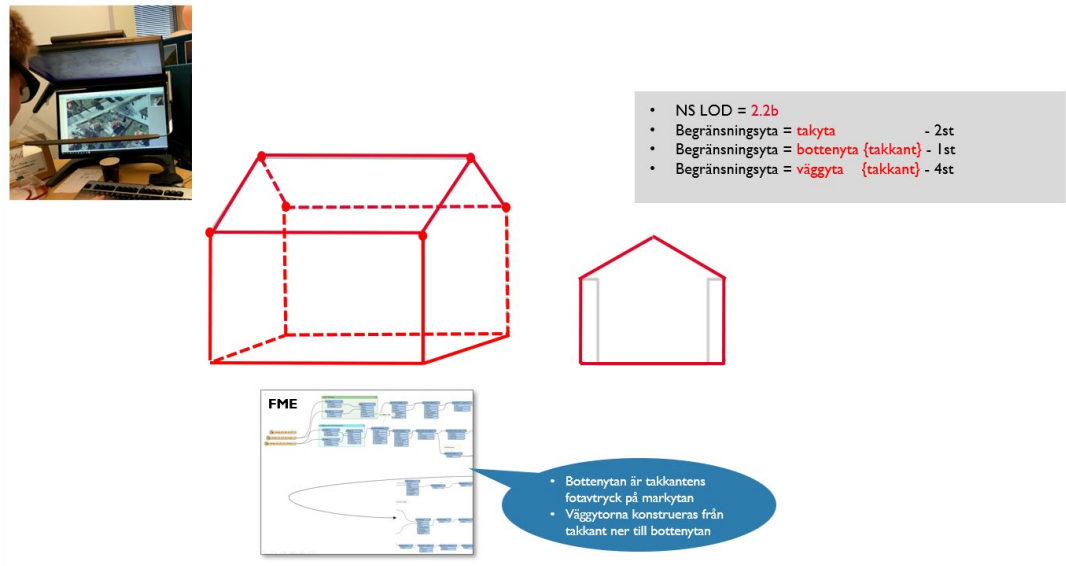 • NS LOD = 2.2b
• Begränsningsyta = takyta - 2st
• Begränsningsyta = bottenyta {takkant} - 1st
• Begränsningsyta = väggyta {takkant} - 4st
FME
• Bottenytan är takkantens
fotavtryck på markytan
• Väggytorna konstrueras från
takkant ner till bottenytan